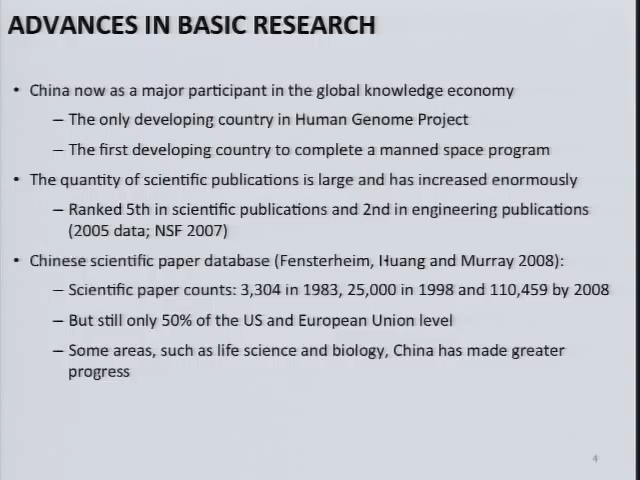 ADVANCES IN BASIC RESEARCH
• China now as a major participant in the global knowledge economy
– The only developing country in Human Genome Project
– The first developing country to complete a manned space program
• The quantity of scientific publications is large and has increased enormously
– Ranked 5th in scientific publications and 2nd in engineering publications
(2005 data; NSF 2007)
• Chinese scientific paper database (Fensterheim, Huang and Murray 2008):
– Scientific paper counts: 3,304 in 1983, 25,000 in 1998 and 110,459 by 2008
– But still only 50% of the US and European Union level
– Some areas, such as life science and biology, China has made greater
progress
4